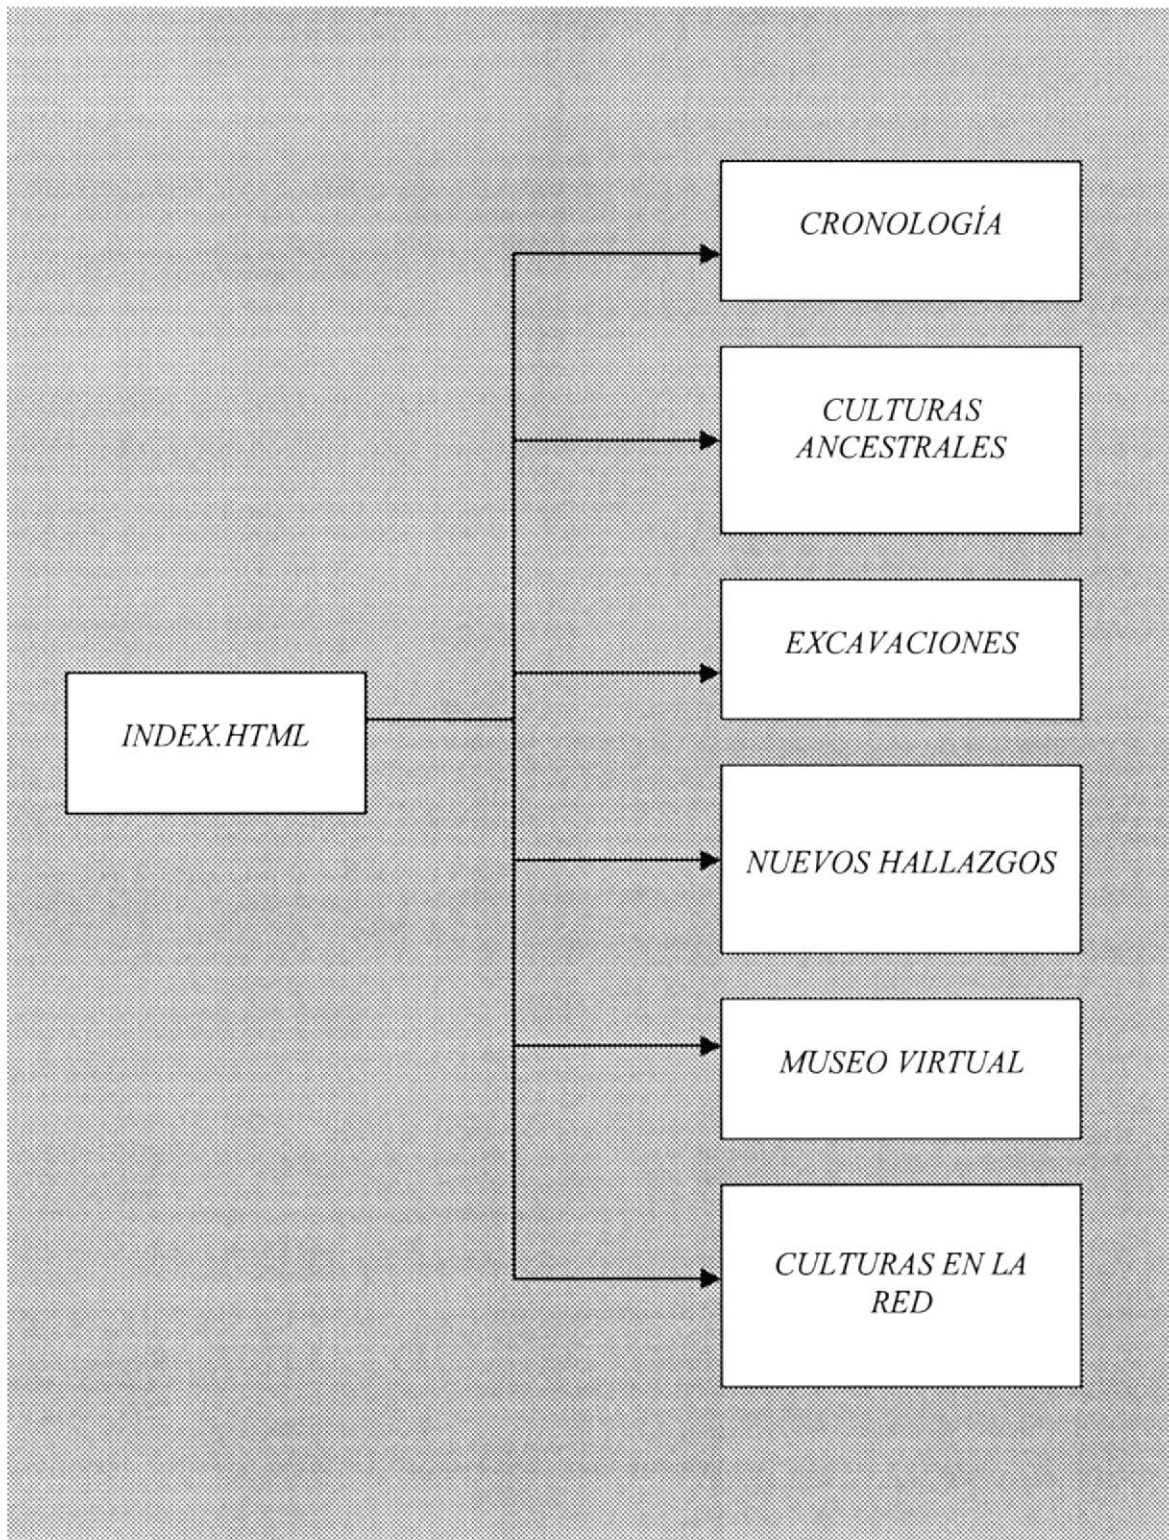 CRONOLOGÍA
CULTURAS
ANCESTRALES
EXCAVACIONES
INDEX.HTML
NUEVOS HALLAZGOS
MUSEO VIRTUAL
CULTURAS EN LA
RED